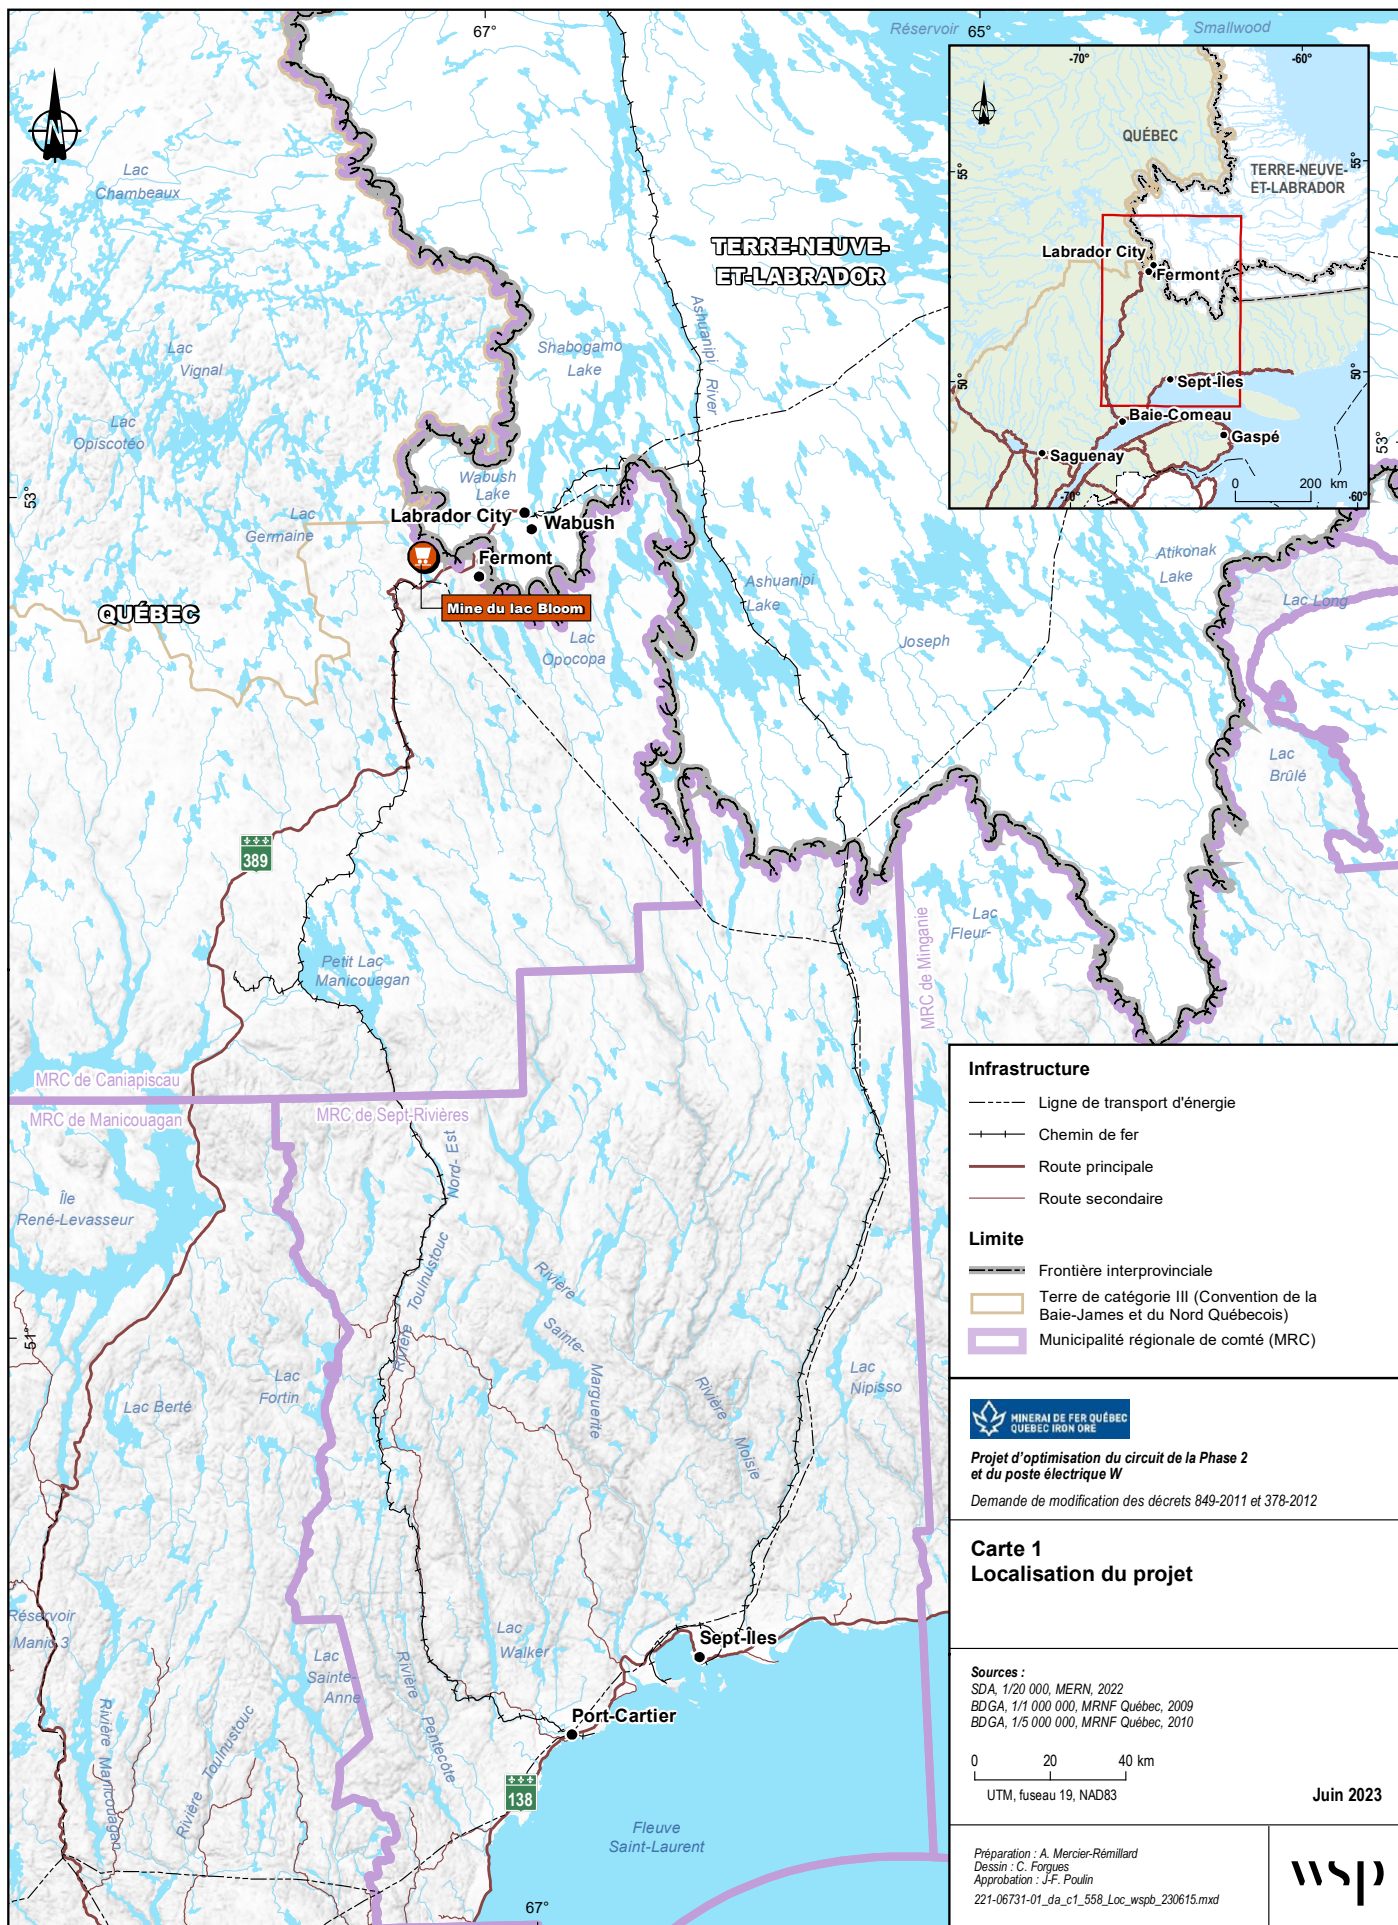 67°
65°
Réservoir
Smallwood
N
Lac
Chambeaux
TERRE-NEUVE-
ET-LABRADOR
Ashuanipi River
Shabogamo
Lake
Lac
Vignal
Lac
Opiscotéo
Wabush
Lake
53°
53°
Labrador City
Wabush
Lac
Germaine
Fermont
Mine du lac Bloom
QUÉBEC
Ashuanipi
Lake
Atikonak
Lake
Lac Long
Lac
Opocopa
Joseph
Lac
Brûlé
389
Lac
Fleur-
MRC de Minganie
Petit Lac
Manicouagan
MRC de Caniapiscau
MRC de Manicouagan
MRC de Sept-Rivières
Île
René-Levasseur
Rivière Toulnustouc Nord- Est
Rivière
Sainte-
Marguerite
Rivière
Moisie
51°
Lac
Fortin
Lac Berté
Lac
Nipisso
Réservoir
Manic 3
Lac
Sainte-
Anne
Lac
Walker
Rivière Pentecôte
Rivière Manicouagan
Rivière Toulnustouc
Sept-Îles
Port-Cartier
138
Fleuve
Saint-Laurent
67°
-70°
-60°
N
QUÉBEC
TERRE-NEUVE-
ET-LABRADOR
55°
55°
Labrador City
Fermont
50°
50°
Sept-Îles
Baie-Comeau
Gaspé
Saguenay
0 200 km
-70°
-60°
Infrastructure
Ligne de transport d'énergie
Chemin de fer
Route principale
Route secondaire
Limite
Frontière interprovinciale
Terre de catégorie III (Convention de la
Baie-James et du Nord Québecois)
Municipalité régionale de comté (MRC)
MINERAI DE FER QUÉBEC
QUEBEC IRON ORE
Projet d'optimisation du circuit de la Phase 2
et du poste électrique W
Demande de modification des décrets 849-2011 et 378-2012
Carte 1
Localisation du projet
Sources :
SDA, 1/20 000, MERN, 2022
BDGA, 1/1 000 000, MRNF Québec, 2009
BDGA, 1/5 000 000, MRNF Québec, 2010
0 20 40 km
UTM, fuseau 19, NAD83
Juin 2023
Préparation : A. Mercier-Rémillard
Dessin : C. Forgues
Approbation : J-F. Poulin
221-06731-01_da_c1_558_Loc_wspb_230615.mxd
wsp